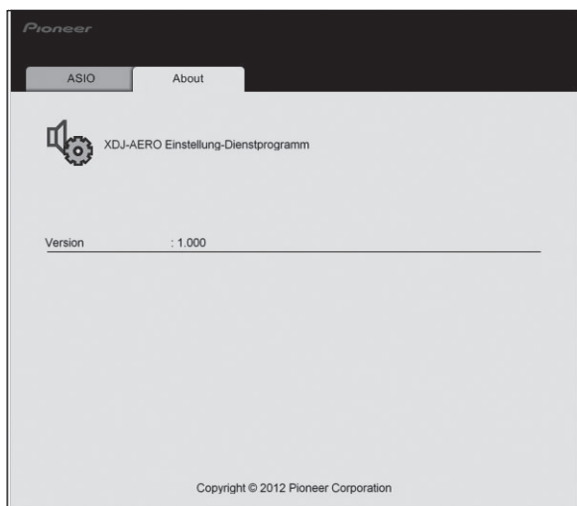 Pioneer
ASIO About
XDJ-AERO Einstellung-Dienstprogramm
Version : 1.000
Copyright © 2012 Pioneer Corporation